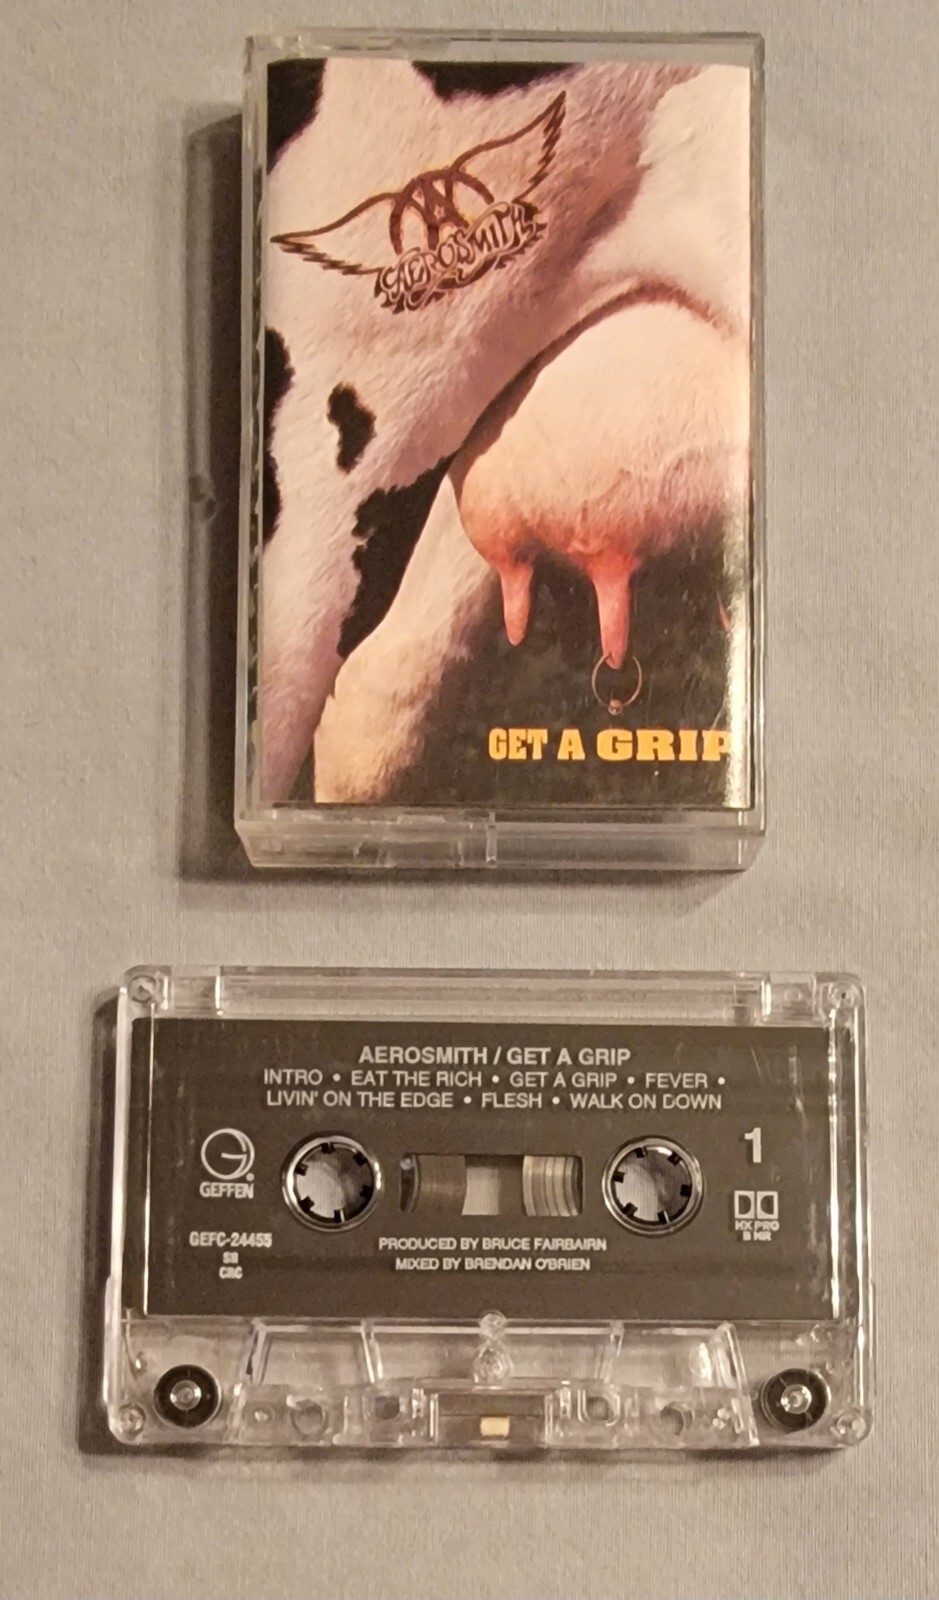 AEROSMITH
GET A GRIP
AEROSMITH / GET A GRIP
INTRO • EAT THE RICH • GET A GRIP • FEVER •
LIVIN' ON THE EDGE • FLESH • WALK ON DOWN
1
G®
GEFFEN
GEFC-24455
SR
CRC
HX PRO
B NR
PRODUCED BY BRUCE FAIRBAIRN
MIXED BY BRENDAN O'BRIEN